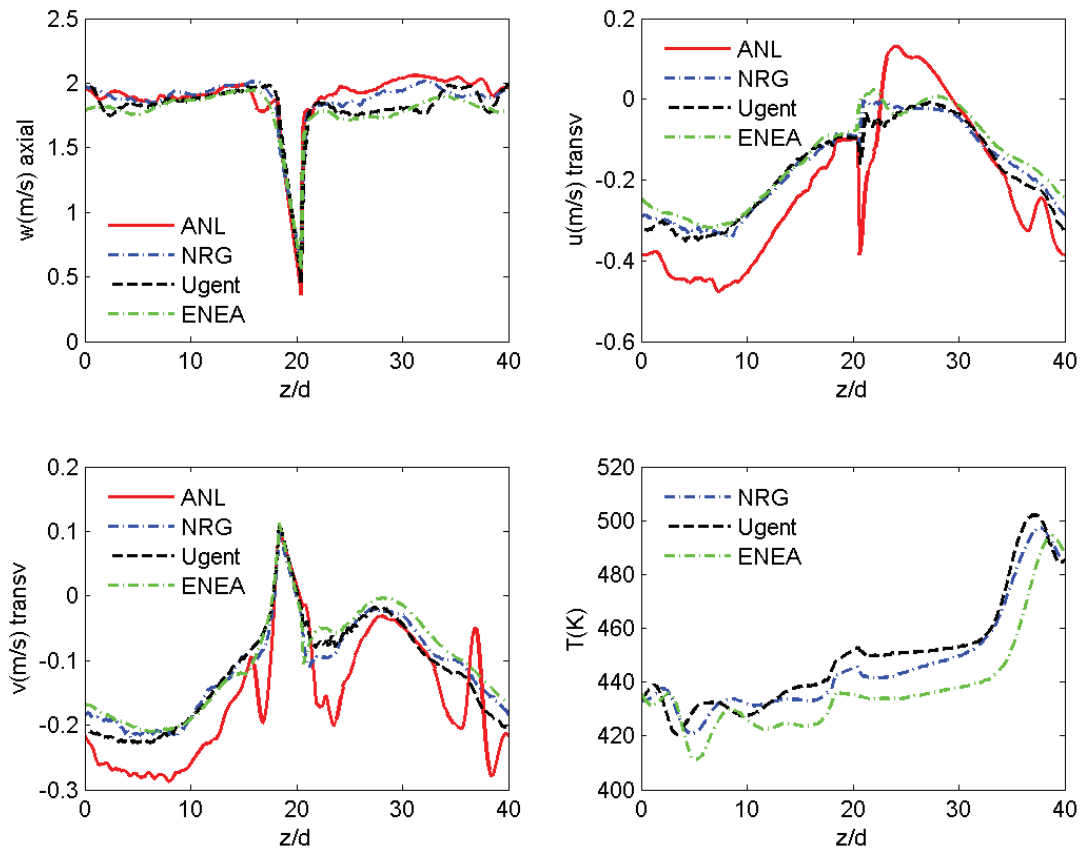 2.5
2
1.5
1
0.5
0
w(m/s) axial
ANL
NRG
Ugent
ENEA
0 10 20 30 40
z/d
0.2
0
-0.2
-0.4
-0.6
u(m/s) transv
ANL
NRG
Ugent
ENEA
0 10 20 30 40
z/d
0.2
0.1
0
-0.1
-0.2
-0.3
v(m/s) transv
ANL
NRG
Ugent
ENEA
0 10 20 30 40
z/d
520
500
480
460
440
420
400
T(K)
NRG
Ugent
ENEA
0 10 20 30 40
z/d